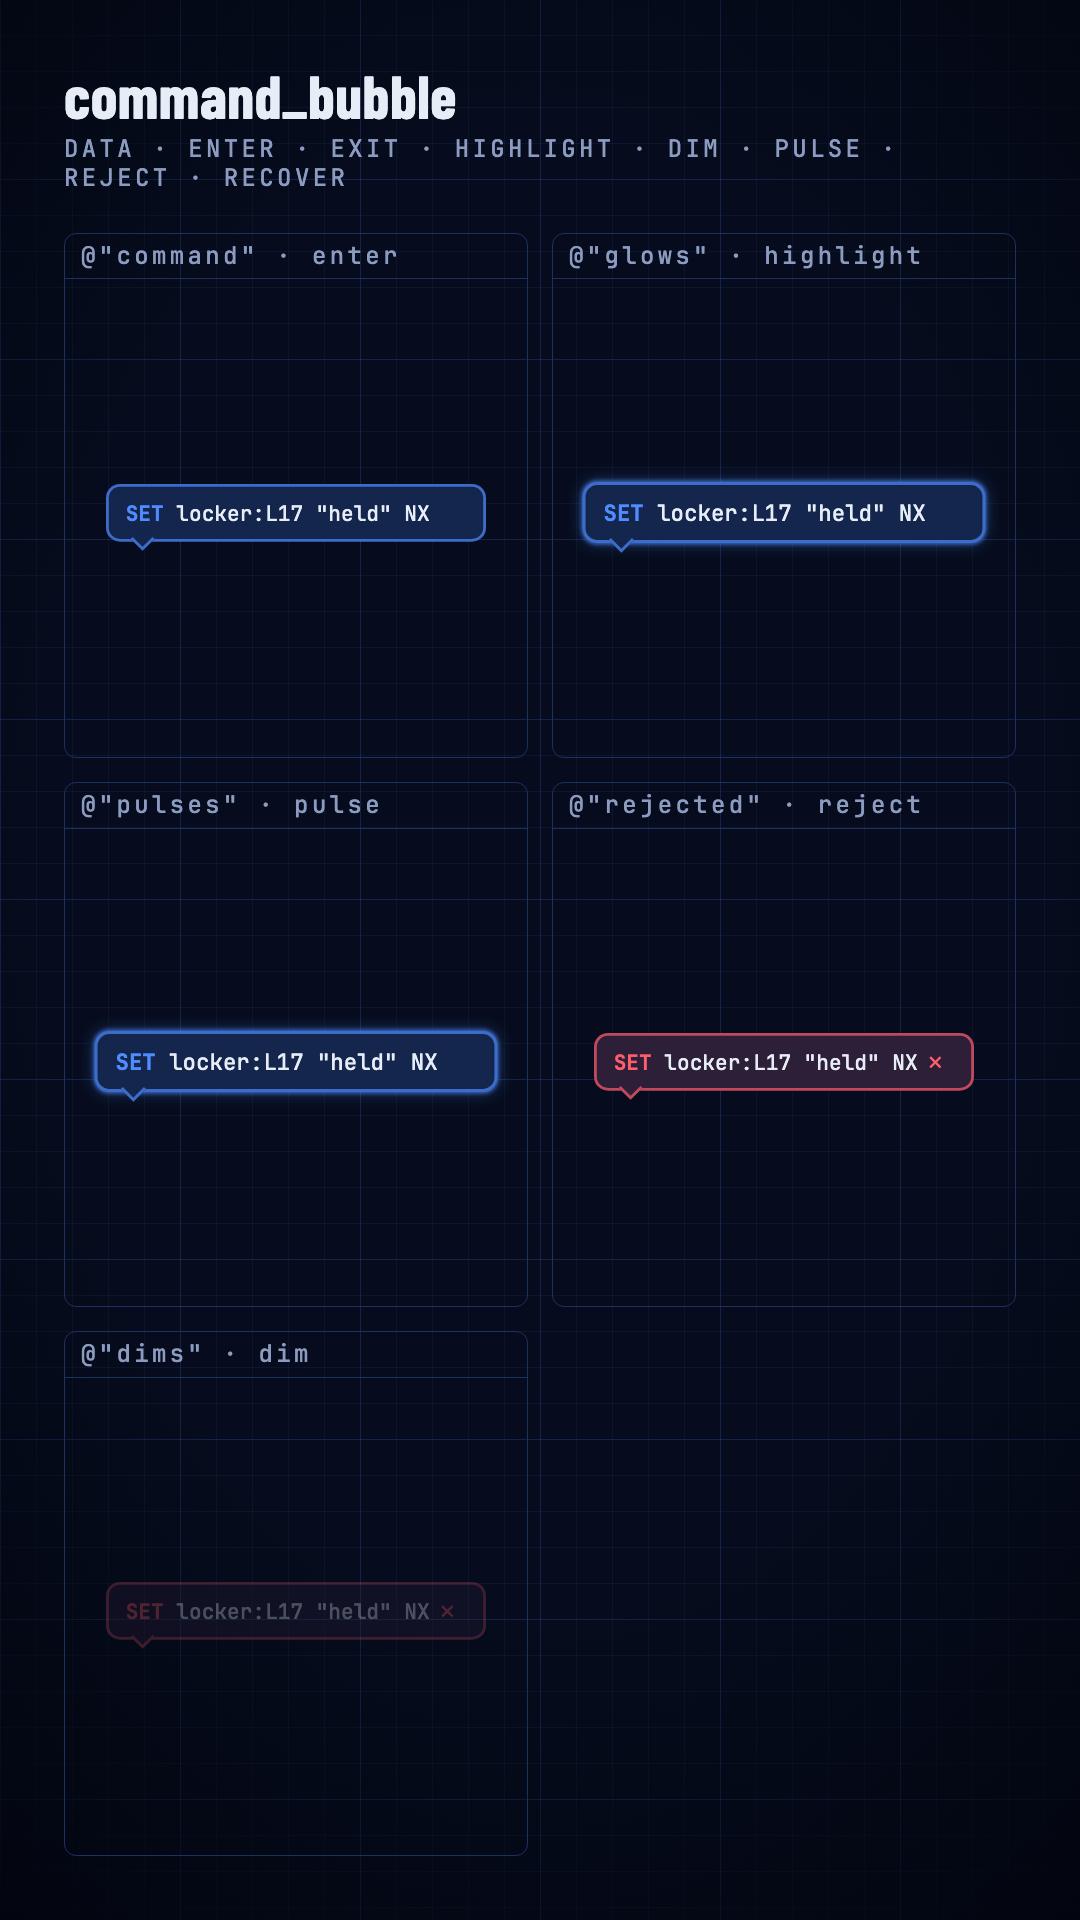 command_bubble
DATA · ENTER · EXIT · HIGHLIGHT · DIM · PULSE ·
REJECT · RECOVER
@"command" · enter
SET locker:L17 "held" NX
@"glows" · highlight
SET locker:L17 "held" NX
@"pulses" · pulse
SET locker:L17 "held" NX
@"rejected" · reject
SET locker:L17 "held" NX ×
@"dims" · dim
SET locker:L17 "held" NX ×